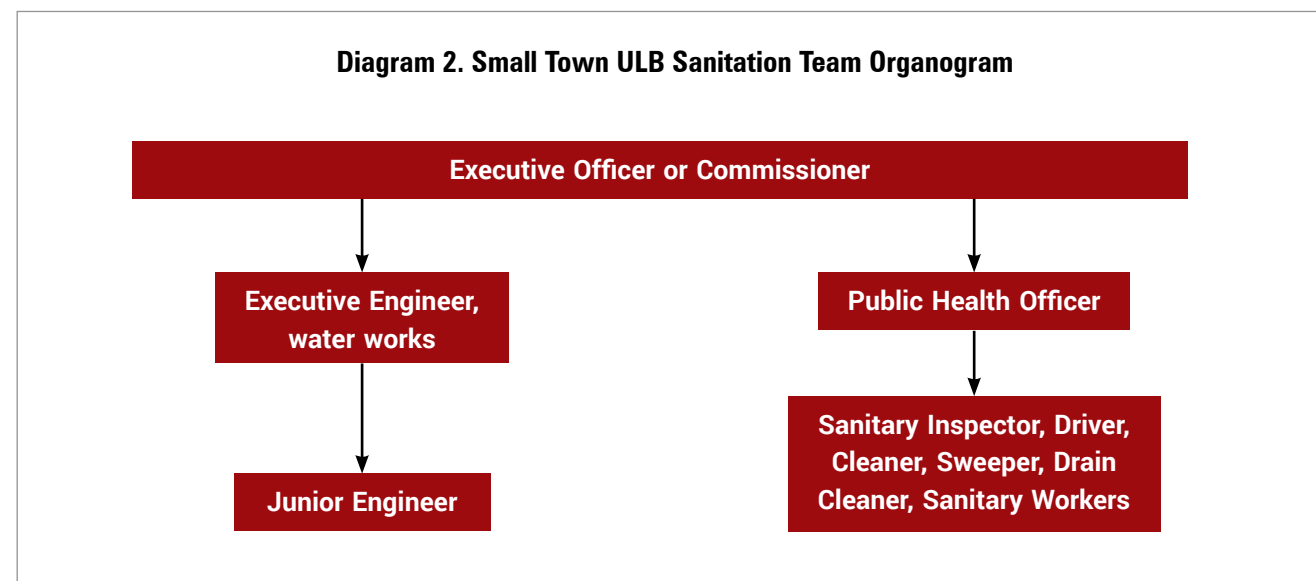 Diagram 2. Small Town ULB Sanitation Team Organogram
Executive Officer or Commissioner
Executive Engineer,
water works
Junior Engineer
Public Health Officer
Sanitary Inspector, Driver,
Cleaner, Sweeper, Drain
Cleaner, Sanitary Workers